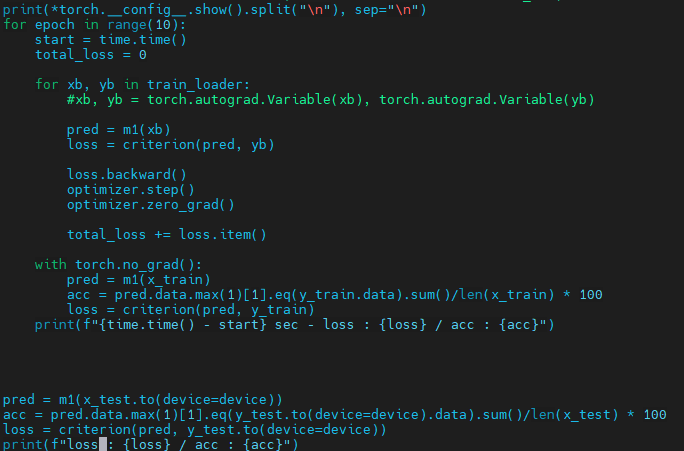 print(*torch.__config__.show().split("\n"), sep="\n")
for epoch in range(10):
    start = time.time()
    total_loss = 0

    for xb, yb in train_loader:
        #xb, yb = torch.autograd.Variable(xb), torch.autograd.Variable(yb)

        pred = m1(xb)
        loss = criterion(pred, yb)

        loss.backward()
        optimizer.step()
        optimizer.zero_grad()

        total_loss += loss.item()

    with torch.no_grad():
        pred = m1(x_train)
        acc = pred.data.max(1)[1].eq(y_train.data).sum()/len(x_train) * 100
        loss = criterion(pred, y_train)
    print(f"{time.time() - start} sec - loss : {loss} / acc : {acc}")

pred = m1(x_test.to(device=device))
acc = pred.data.max(1)[1].eq(y_test.to(device=device).data).sum()/len(x_test) * 100
loss = criterion(pred, y_test.to(device=device))
print(f"loss : {loss} / acc : {acc}")